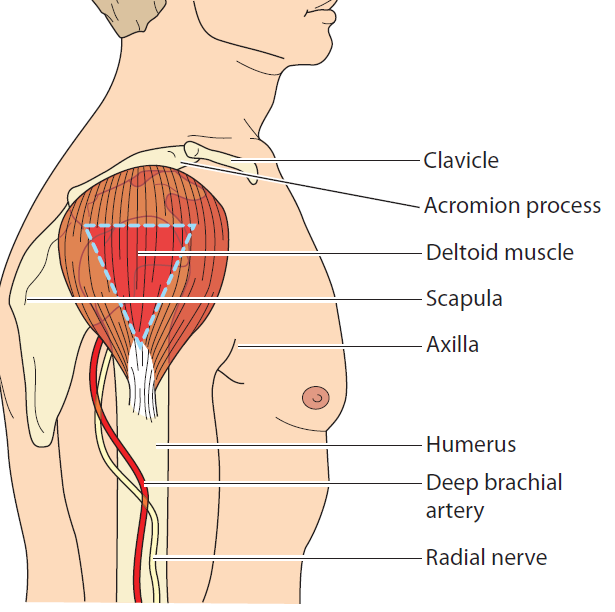 Clavicle
Acromion process
Deltoid muscle
Scapula
Axilla
Humerus
Deep brachial
artery
Radial nerve